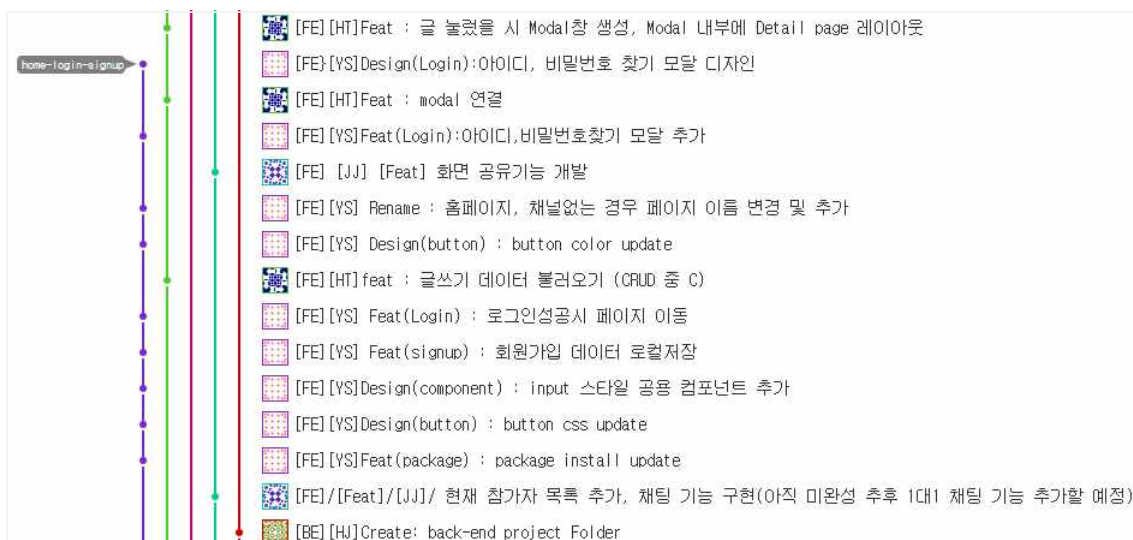 [FE][HT]Feat : 글 눌렀을 시 Modal창 생성, Modal 내부에 Detail page 레이아웃
home-login-signup
[FE}[YS]Design(Login):아이디, 비밀번호 찾기 모달 디자인
[FE][HT]Feat : modal 연결
[FE][YS]Feat(Login):아이디,비밀번호찾기 모달 추가
[FE] [JJ] [Feat] 화면 공유기능 개발
[FE][YS] Rename : 홈페이지, 채널없는 경우 페이지 이름 변경 및 추가
[FE][YS] Design(button) : button color update
[FE][HT]feat : 글쓰기 데이터 불러오기 (CRUD 중 C)
[FE][YS] Feat(Login) : 로그인성공시 페이지 이동
[FE][YS] Feat(signup) : 회원가입 데이터 로컬저장
[FE][YS]Design(component) : input 스타일 공용 컴포넌트 추가
[FE][YS]Design(button) : button css update
[FE][YS]Feat(package) : package install update
[FE]/[Feat]/[JJ]/ 현재 참가자 목록 추가, 채팅 기능 구현(아직 미완성 추후 1대1 채팅 기능 추가할 예정)
[BE][HJ]Create: back-end project Folder